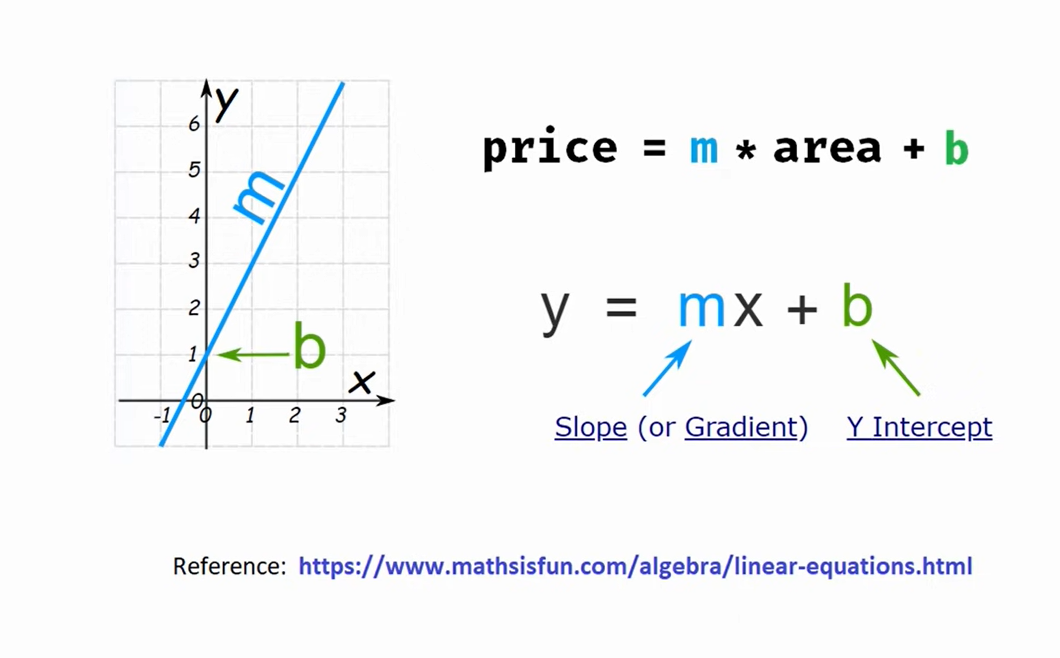 y
6
5
4
3
2
1
0
m
b
x
-1 0 1 2 3
price = m * area + b
y = mx + b
Slope (or Gradient) Y Intercept
Reference: https://www.mathsisfun.com/algebra/linear-equations.html